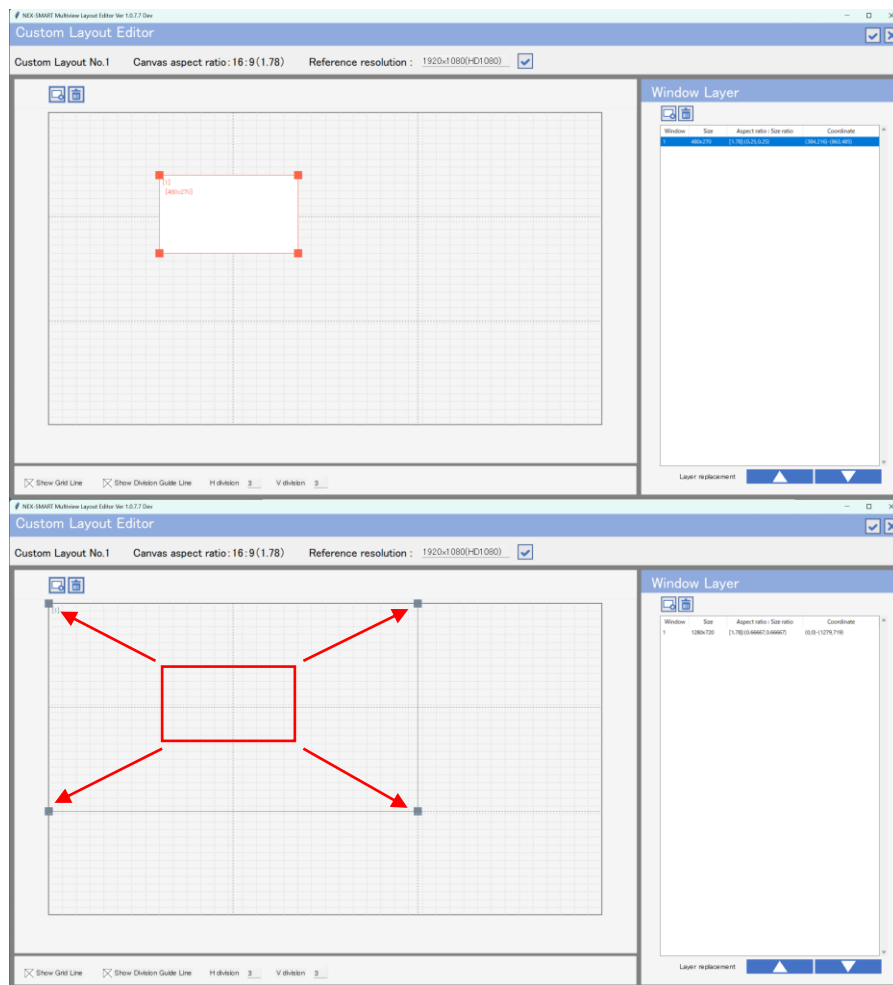 NEX-SMART Multiview Layout Editor Ver 1.0.7.7 Dev
Custom Layout Editor
Custom Layout No.1 Canvas aspect ratio : 16 : 9 (1.78) Reference resolution : 1920x1080(HD1080)
Window Layer
Window Size Aspect ratio : Size ratio Coordinate
1 480x270 [1.78]:(0.25,0.25) (384,216)-(863,485)
[1]
[480x270]
Layer replacement
Show Grid Line Show Division Guide Line H division 3 V division 3
NEX-SMART Multiview Layout Editor Ver 1.0.7.7 Dev
Custom Layout Editor
Custom Layout No.1 Canvas aspect ratio : 16 : 9 (1.78) Reference resolution : 1920x1080(HD1080)
Window Layer
[1]
Window Size Aspect ratio : Size ratio Coordinate
1 1280x720 [1.78]:(0.66667,0.66667) (0,0)-(1279,719)
Layer replacement
Show Grid Line Show Division Guide Line H division 3 V division 3